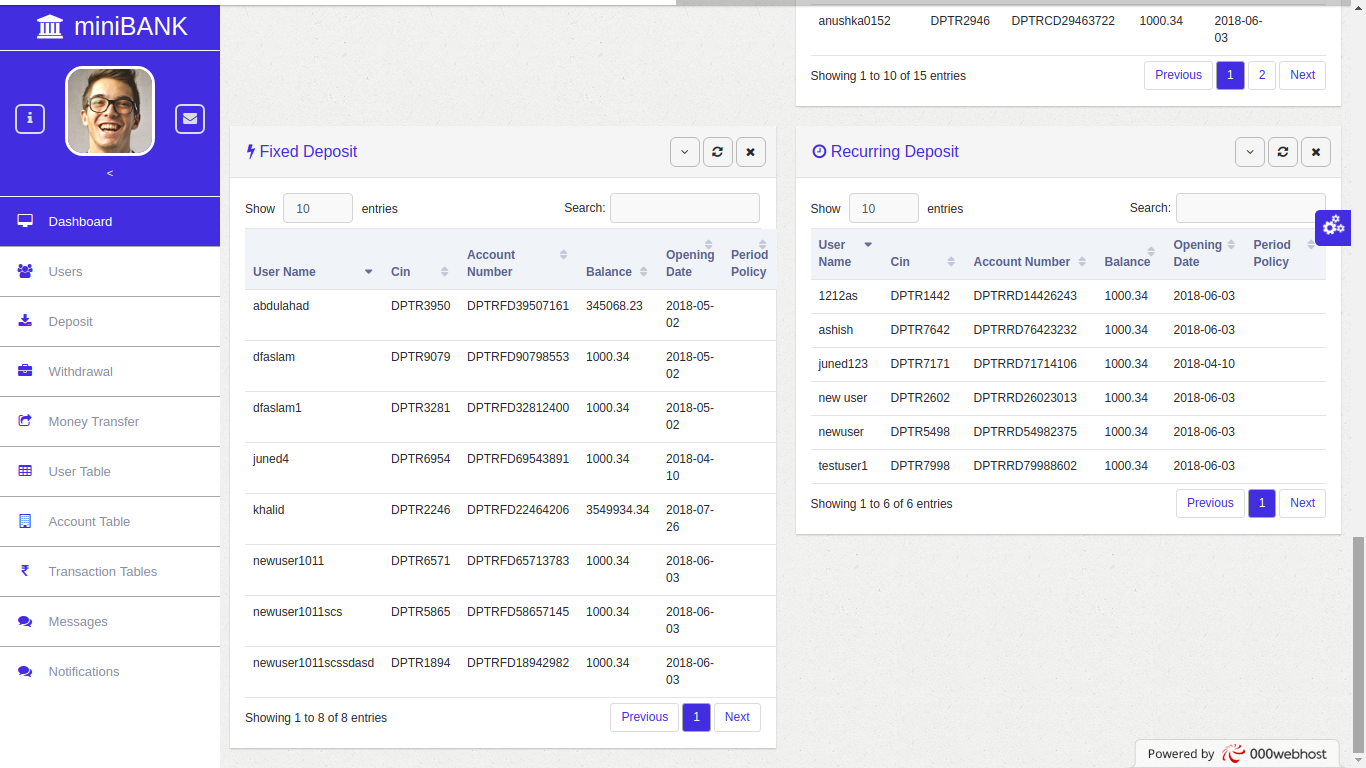 miniBANK
<
Dashboard
Users
Deposit
Withdrawal
Money Transfer
User Table
Account Table
Transaction Tables
Messages
Notifications
anushka0152 DPTR2946 DPTRCD29463722 1000.34 2018-06-
03
Showing 1 to 10 of 15 entries Previous 1 2 Next
Fixed Deposit
Show 10 entries Search:
User Name Cin Account Number Balance Opening Date Period Policy
abdulahad DPTR3950 DPTRFD39507161 345068.23 2018-05-
02
dfaslam DPTR9079 DPTRFD90798553 1000.34 2018-05-
02
dfaslam1 DPTR3281 DPTRFD32812400 1000.34 2018-05-
02
juned4 DPTR6954 DPTRFD69543891 1000.34 2018-04-
10
khalid DPTR2246 DPTRFD22464206 3549934.34 2018-07-
26
newuser1011 DPTR6571 DPTRFD65713783 1000.34 2018-06-
03
newuser1011scs DPTR5865 DPTRFD58657145 1000.34 2018-06-
03
newuser1011scssdasd DPTR1894 DPTRFD18942982 1000.34 2018-06-
03
Showing 1 to 8 of 8 entries Previous 1 Next
Recurring Deposit
Show 10 entries Search:
User Name Cin Account Number Balance Opening Date Period Policy
1212as DPTR1442 DPTRRD14426243 1000.34 2018-06-03
ashish DPTR7642 DPTRRD76423232 1000.34 2018-06-03
juned123 DPTR7171 DPTRRD71714106 1000.34 2018-04-10
new user DPTR2602 DPTRRD26023013 1000.34 2018-06-03
newuser DPTR5498 DPTRRD54982375 1000.34 2018-06-03
testuser1 DPTR7998 DPTRRD79988602 1000.34 2018-06-03
Showing 1 to 6 of 6 entries Previous 1 Next
Powered by 000webhost